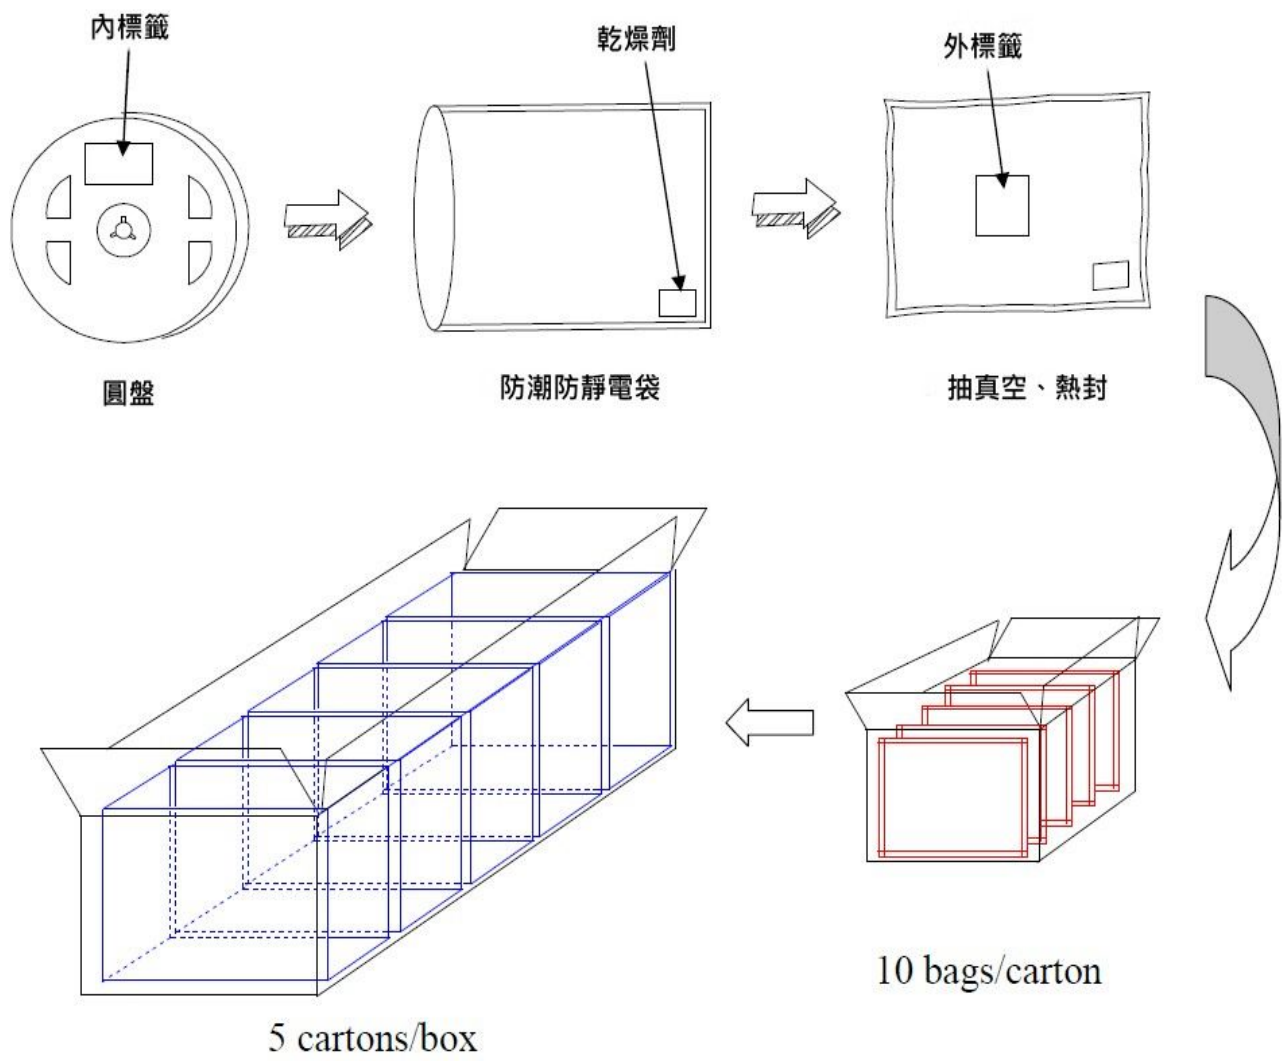 內標籤
乾燥劑
外標籤
圓盤
防潮防靜電袋
抽真空、熱封
10 bags/carton
5 cartons/box